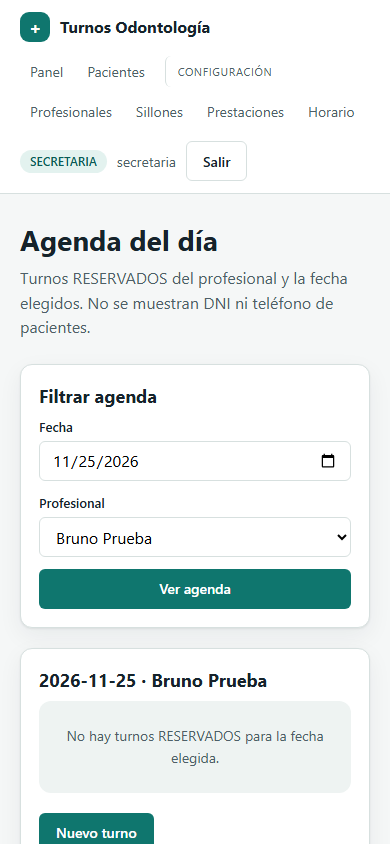 + Turnos Odontología
Panel Pacientes CONFIGURACIÓN
Profesionales Sillones Prestaciones Horario
SECRETARIA secretaria Salir
Agenda del día
Turnos RESERVADOS del profesional y la fecha
elegidos. No se muestran DNI ni teléfono de
pacientes.
Filtrar agenda
Fecha
11/25/2026
Profesional
Bruno Prueba
Ver agenda
2026-11-25 · Bruno Prueba
No hay turnos RESERVADOS para la fecha
elegida.
Nuevo turno